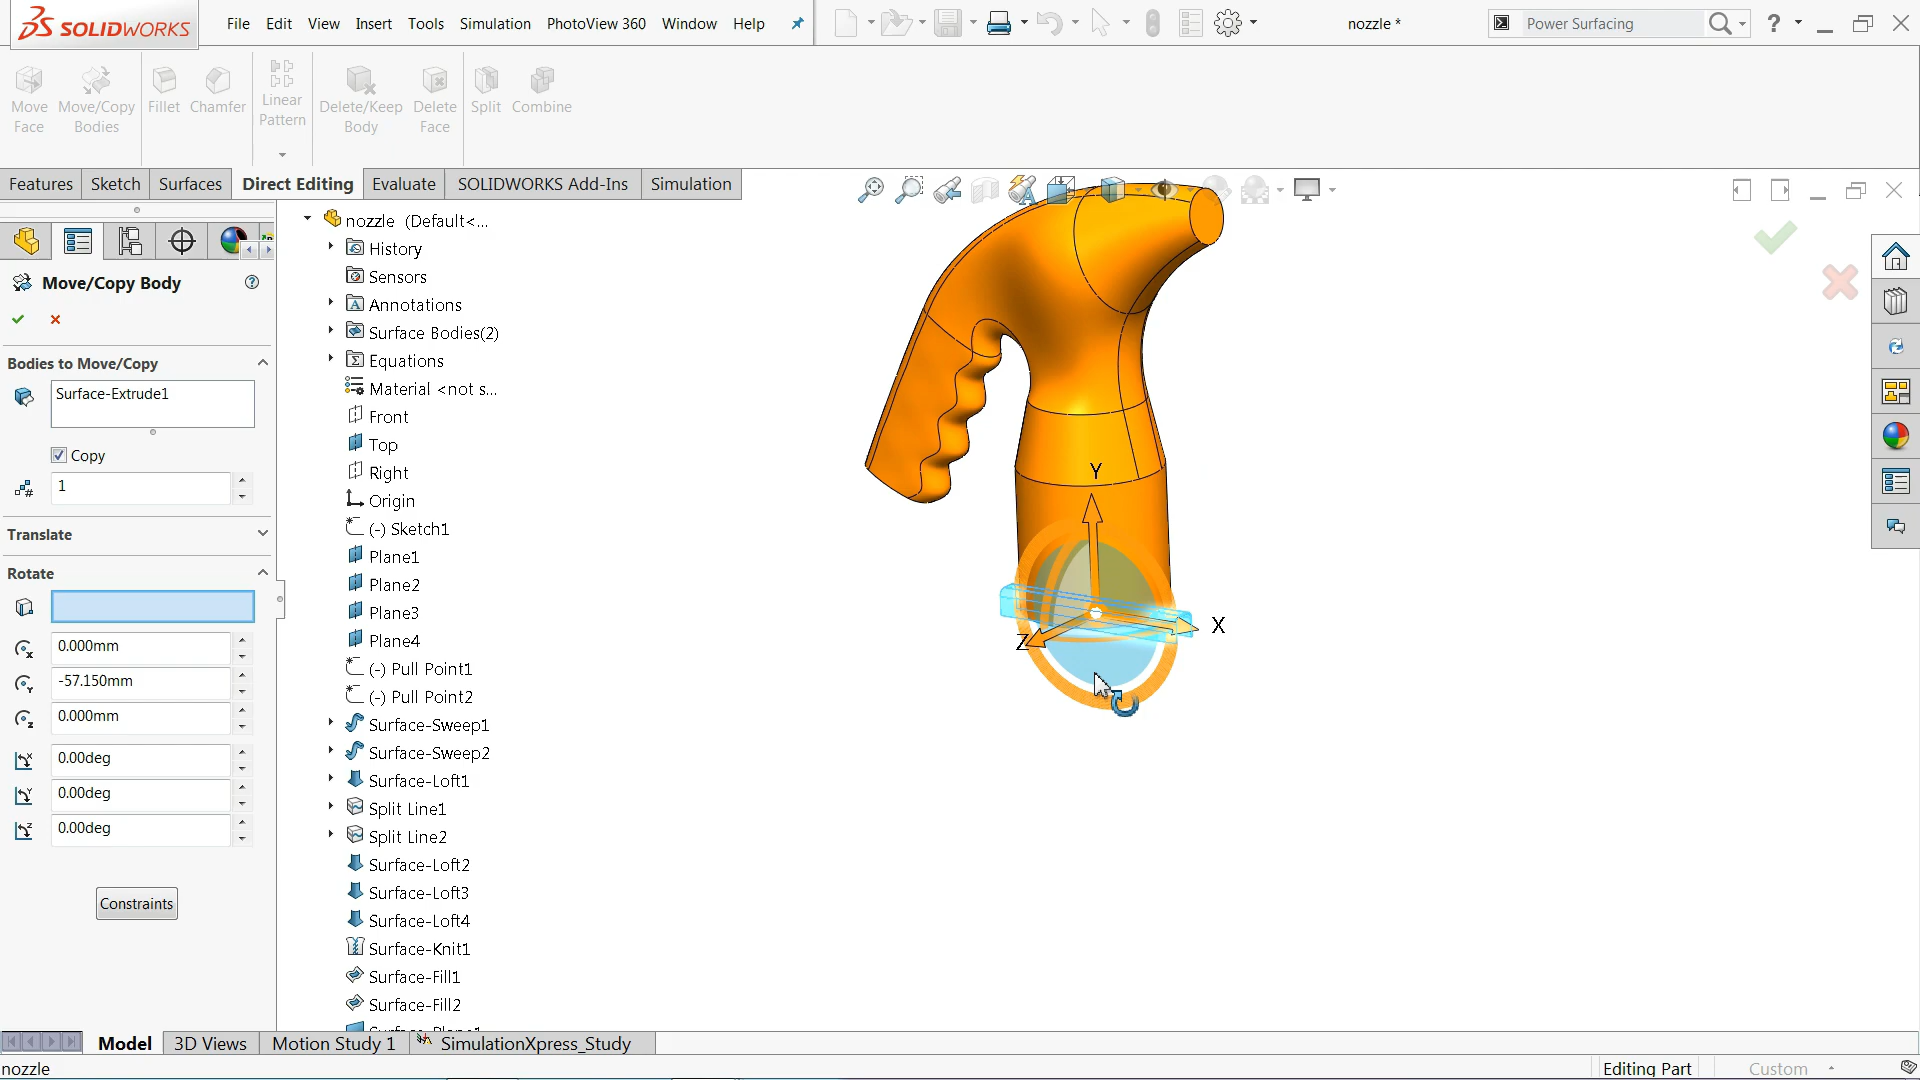 SOLIDWORKS File Edit View Insert Tools Simulation PhotoView 360 Window Help nozzle * Power Surfacing ?
Move Face
Move/Copy Bodies
Fillet
Chamfer
Linear Pattern
Delete/Keep Body
Delete Face
Split
Combine
Features Sketch Surfaces Direct Editing Evaluate SOLIDWORKS Add-Ins Simulation
Move/Copy Body
Bodies to Move/Copy
Surface-Extrude1
Copy
1
Translate
Rotate
0.000mm
-57.150mm
0.000mm
0.00deg
0.00deg
0.00deg
Constraints
nozzle (Default<...
History
Sensors
Annotations
Surface Bodies(2)
Equations
Material <not s...
Front
Top
Right
Origin
(-) Sketch1
Plane1
Plane2
Plane3
Plane4
(-) Pull Point1
(-) Pull Point2
Surface-Sweep1
Surface-Sweep2
Surface-Loft1
Split Line1
Split Line2
Surface-Loft2
Surface-Loft3
Surface-Loft4
Surface-Knit1
Surface-Fill1
Surface-Fill2
Y
X
Z
Model 3D Views Motion Study 1 SimulationXpress_Study
nozzle Editing Part Custom